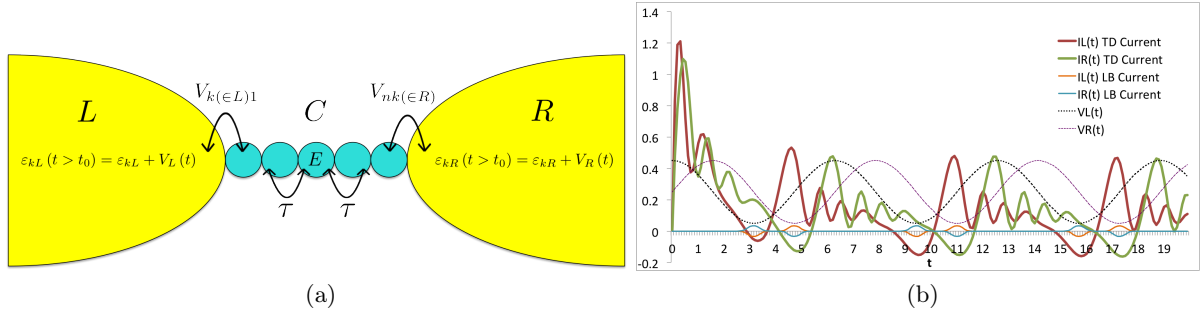 L
V_{k(∈L)1}
C
V_{nk(∈R)}
R
ε_{kL} (t > t_0) = ε_{kL} + V_L (t)
E
ε_{kR} (t > t_0) = ε_{kR} + V_R (t)
τ
τ
(a)
1.4
1.2
1
0.8
0.6
0.4
0.2
0
-0.2
0 1 2 3 4 5 6 7 8 9 10 11 12 13 14 15 16 17 18 19
t
IL(t) TD Current
IR(t) TD Current
IL(t) LB Current
IR(t) LB Current
VL(t)
VR(t)
(b)